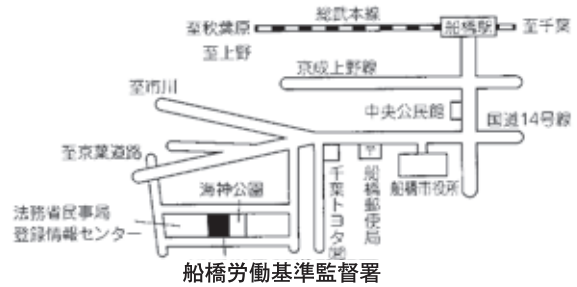 総武本線
至秋葉原
船橋駅
至千葉
至上野
京成上野線
至市川
中央公民館
国道14号線
至京葉道路
海神公園
千葉トヨタ㈱
船橋郵便局
船橋市役所
法務省民事局
登録情報センター
船橋労働基準監督署